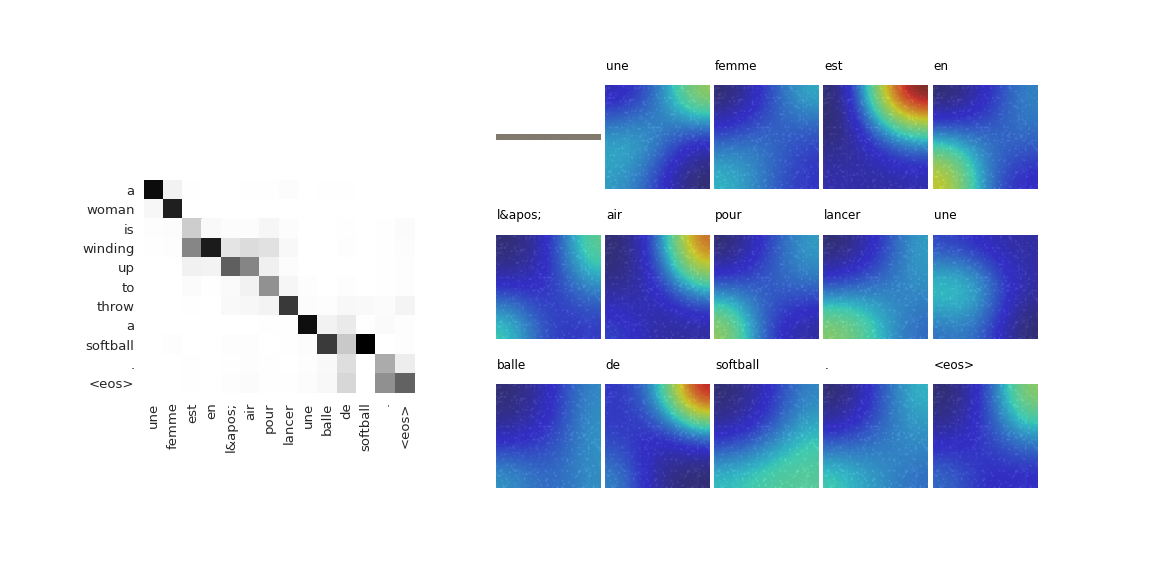 a
woman
is
winding
up
to
throw
a
softball
.
<eos>
une
femme
est
en
l&apos;
air
pour
lancer
une
balle
de
softball
.
<eos>
une femme est en
l&apos; air pour lancer une
balle de softball . <eos>